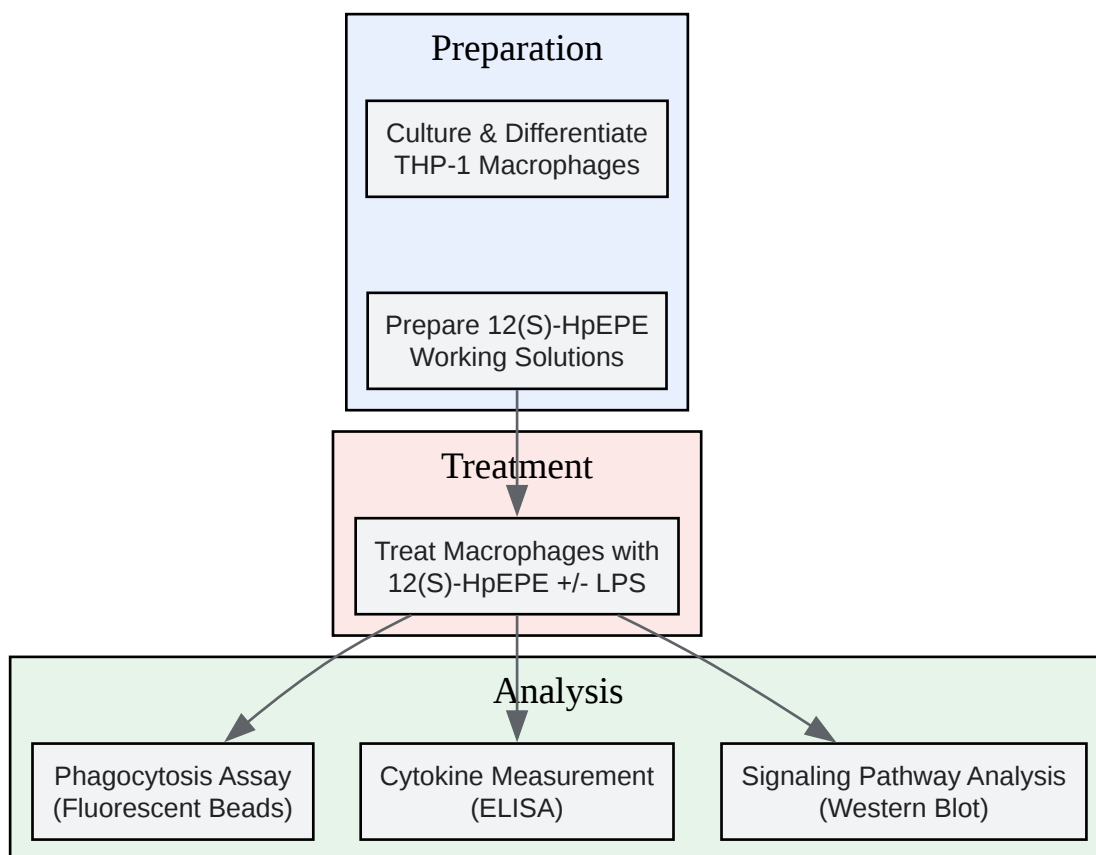 Preparation
Culture & Differentiate
THP-1 Macrophages
Prepare 12(S)-HpEPE
Working Solutions
Treatment
Treat Macrophages with
12(S)-HpEPE +/- LPS
Analysis
Phagocytosis Assay
(Fluorescent Beads)
Cytokine Measurement
(ELISA)
Signaling Pathway Analysis
(Western Blot)